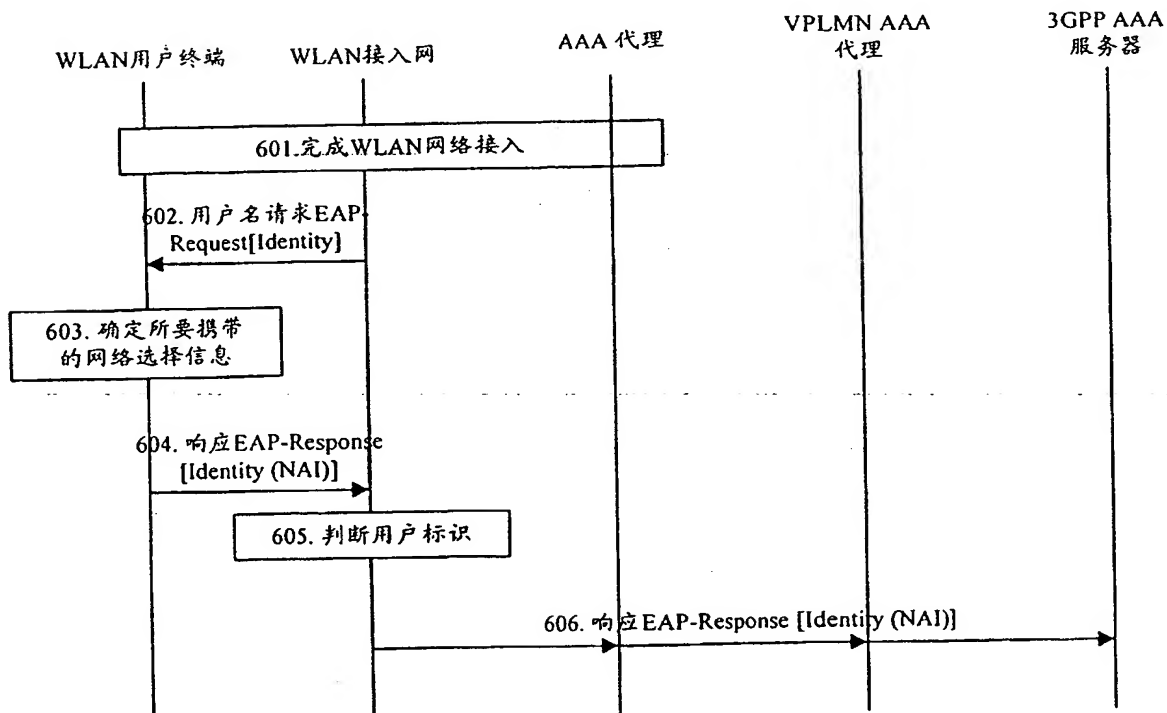 WLAN用户终端
WLAN接入网
AAA 代理
VPLMN AAA
代理
3GPP AAA
服务器
601.完成WLAN网络接入
602. 用户名请求EAP-
Request[Identity]
603. 确定所要携带
的网络选择信息
604. 响应EAP-Response
[Identity (NAI)]
605. 判断用户标识
606. 响应EAP-Response [Identity (NAI)]